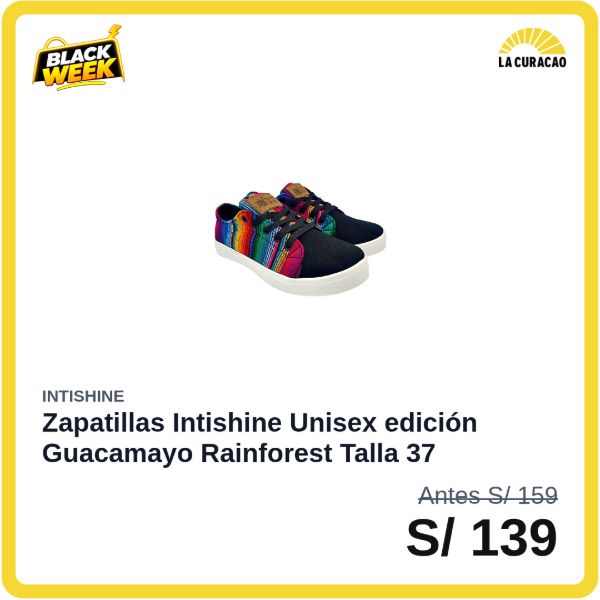 BLACK
WEEK
LA CURACAO
INTISHINE
Zapatillas Intishine Unisex edición
Guacamayo Rainforest Talla 37
Antes S/ 159
S/ 139